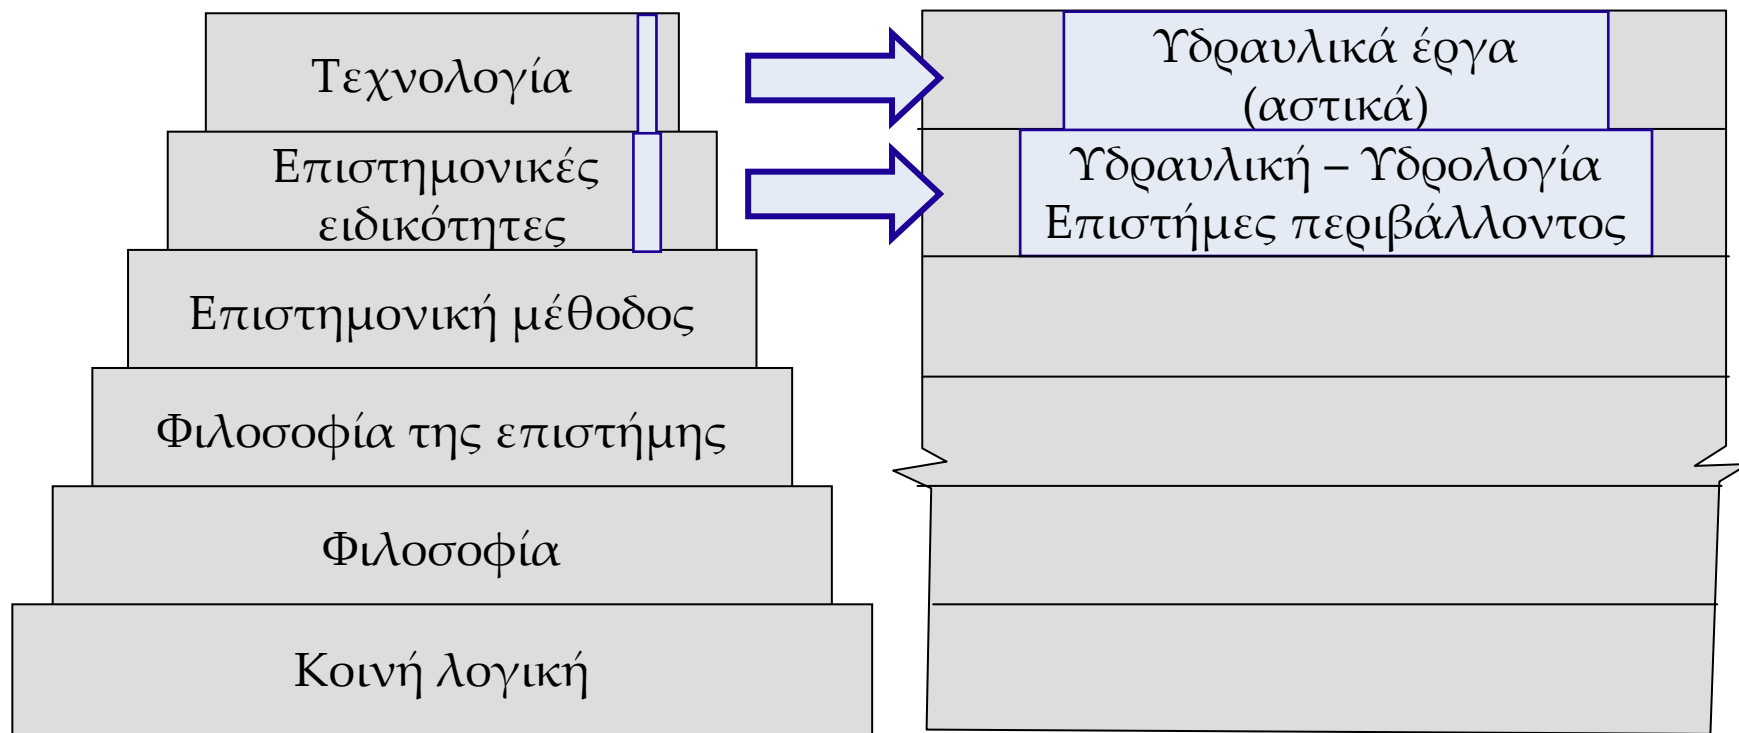 Τεχνολογία
Επιστημονικές
ειδικότητες
Επιστημονική μέθοδος
Φιλοσοφία της επιστήμης
Φιλοσοφία
Κοινή λογική
Υδραυλικά έργα
(αστικά)
Υδραυλική – Υδρολογία
Επιστήμες περιβάλλοντος